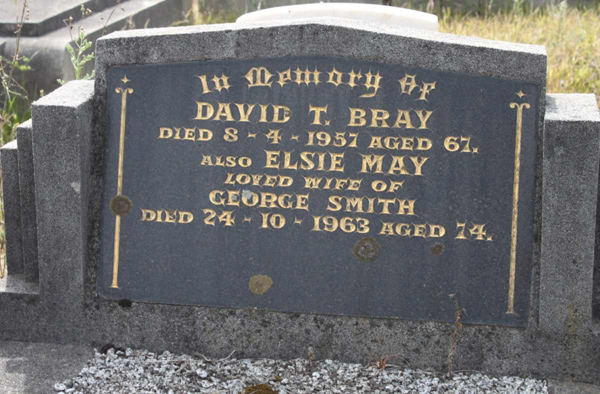 In Memory of
DAVID T. BRAY
DIED 8-4-1957 AGED 67.
ALSO ELSIE MAY
LOVED WIFE OF
GEORGE SMITH
DIED 24-10-1963 AGED 74.